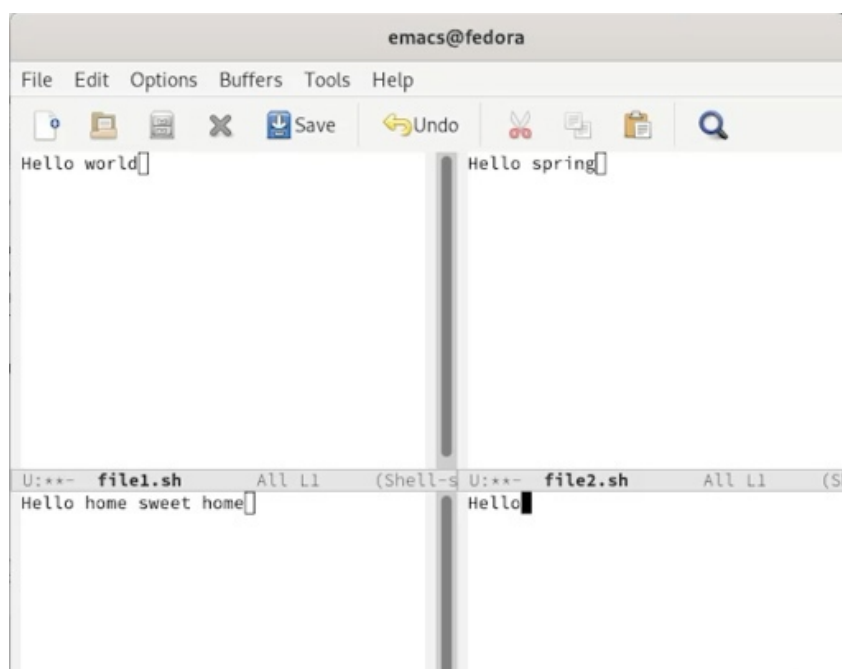 emacs@fedora
File Edit Options Buffers Tools Help
Save Undo
Hello world
Hello spring
U:**- file1.sh All L1 (Shell-s
U:**- file2.sh All L1 (S
Hello home sweet home
Hello